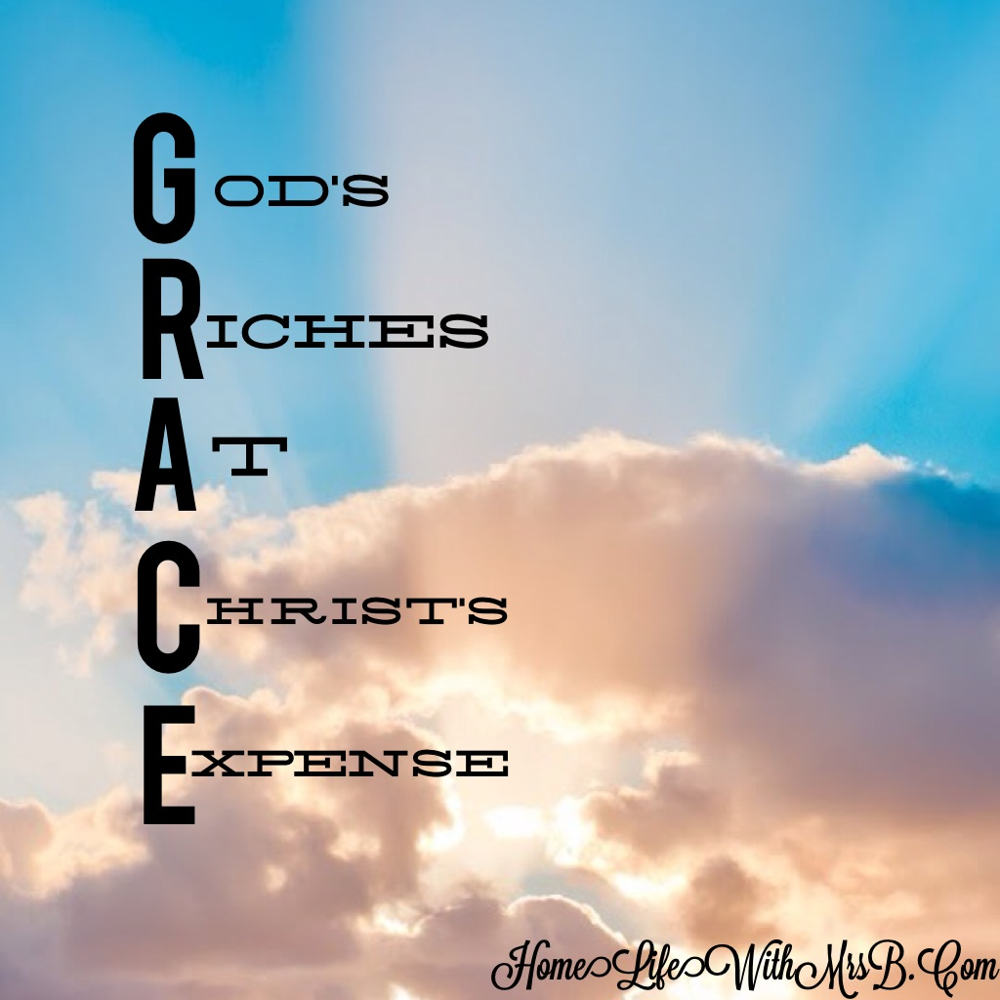 GOD'S
RICHES
AT
CHRIST'S
EXPENSE
HomeLifeWithMrsB.Com